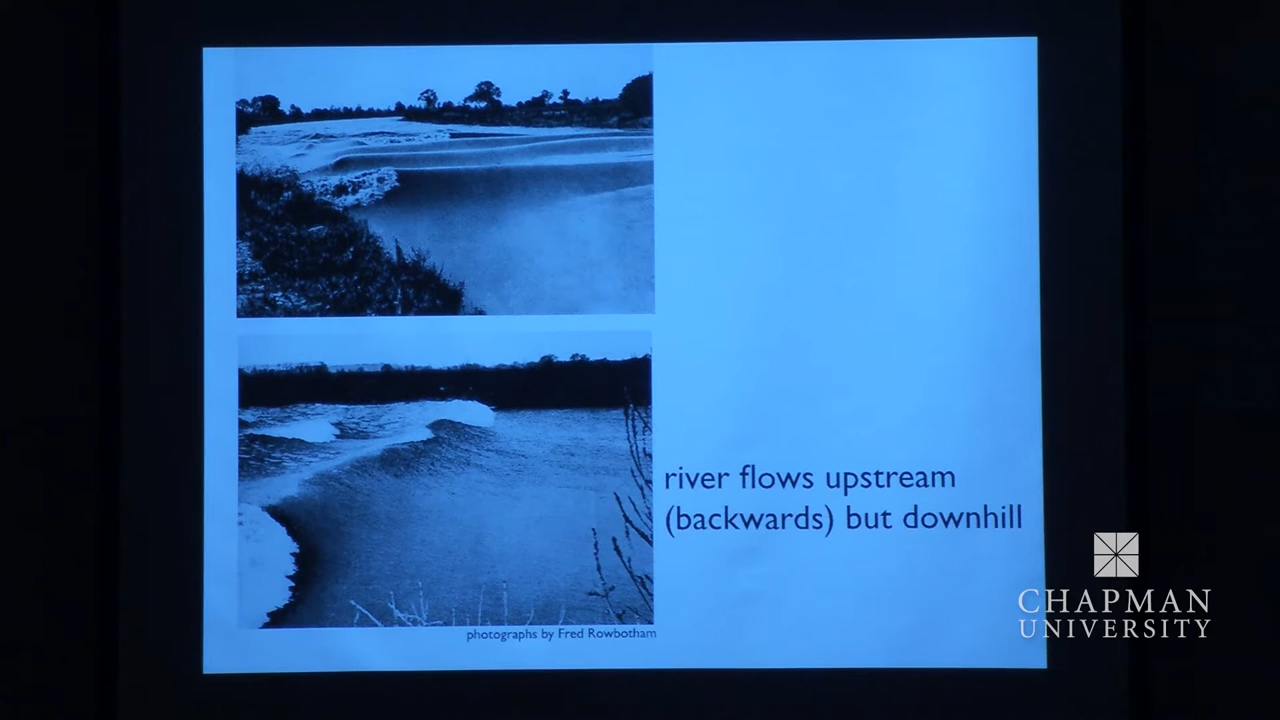 river flows upstream
(backwards) but downhill
photographs by Fred Rowbotham
CHAPMAN
UNIVERSITY